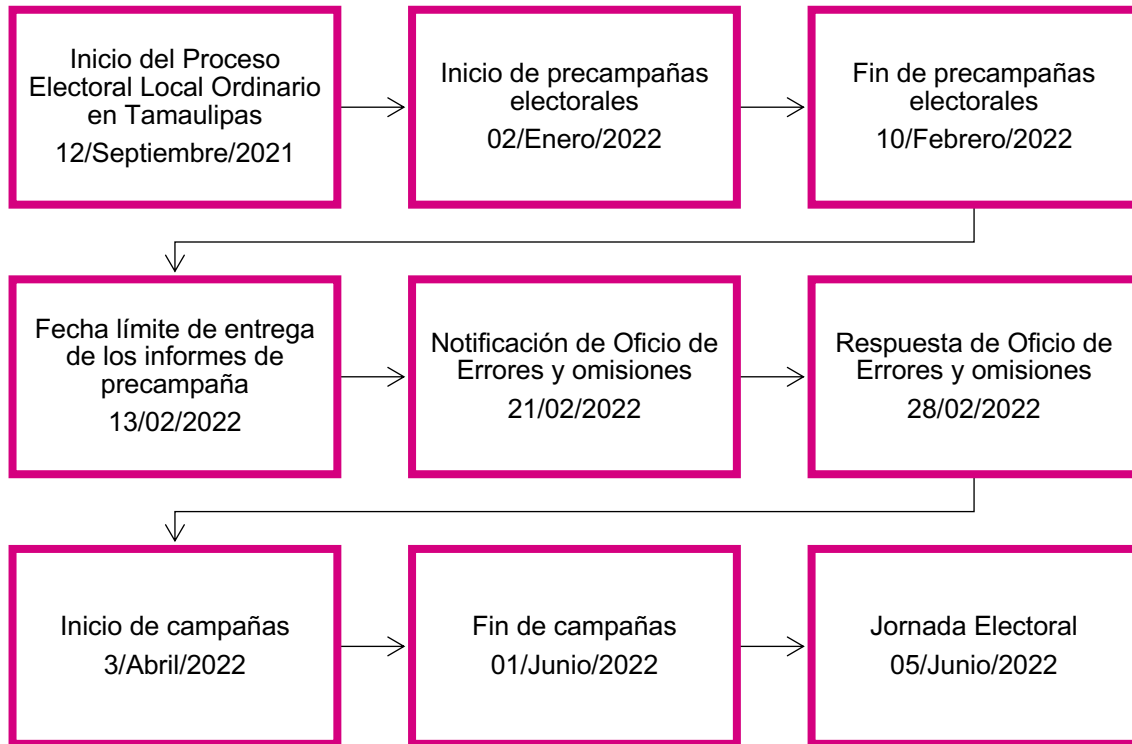 Inicio del Proceso
Electoral Local Ordinario
en Tamaulipas
12/Septiembre/2021
Inicio de precampañas
electorales
02/Enero/2022
Fin de precampañas
electorales
10/Febrero/2022
Fecha límite de entrega
de los informes de
precampaña
13/02/2022
Notificación de Oficio de
Errores y omisiones
21/02/2022
Respuesta de Oficio de
Errores y omisiones
28/02/2022
Inicio de campañas
3/Abril/2022
Fin de campañas
01/Junio/2022
Jornada Electoral
05/Junio/2022